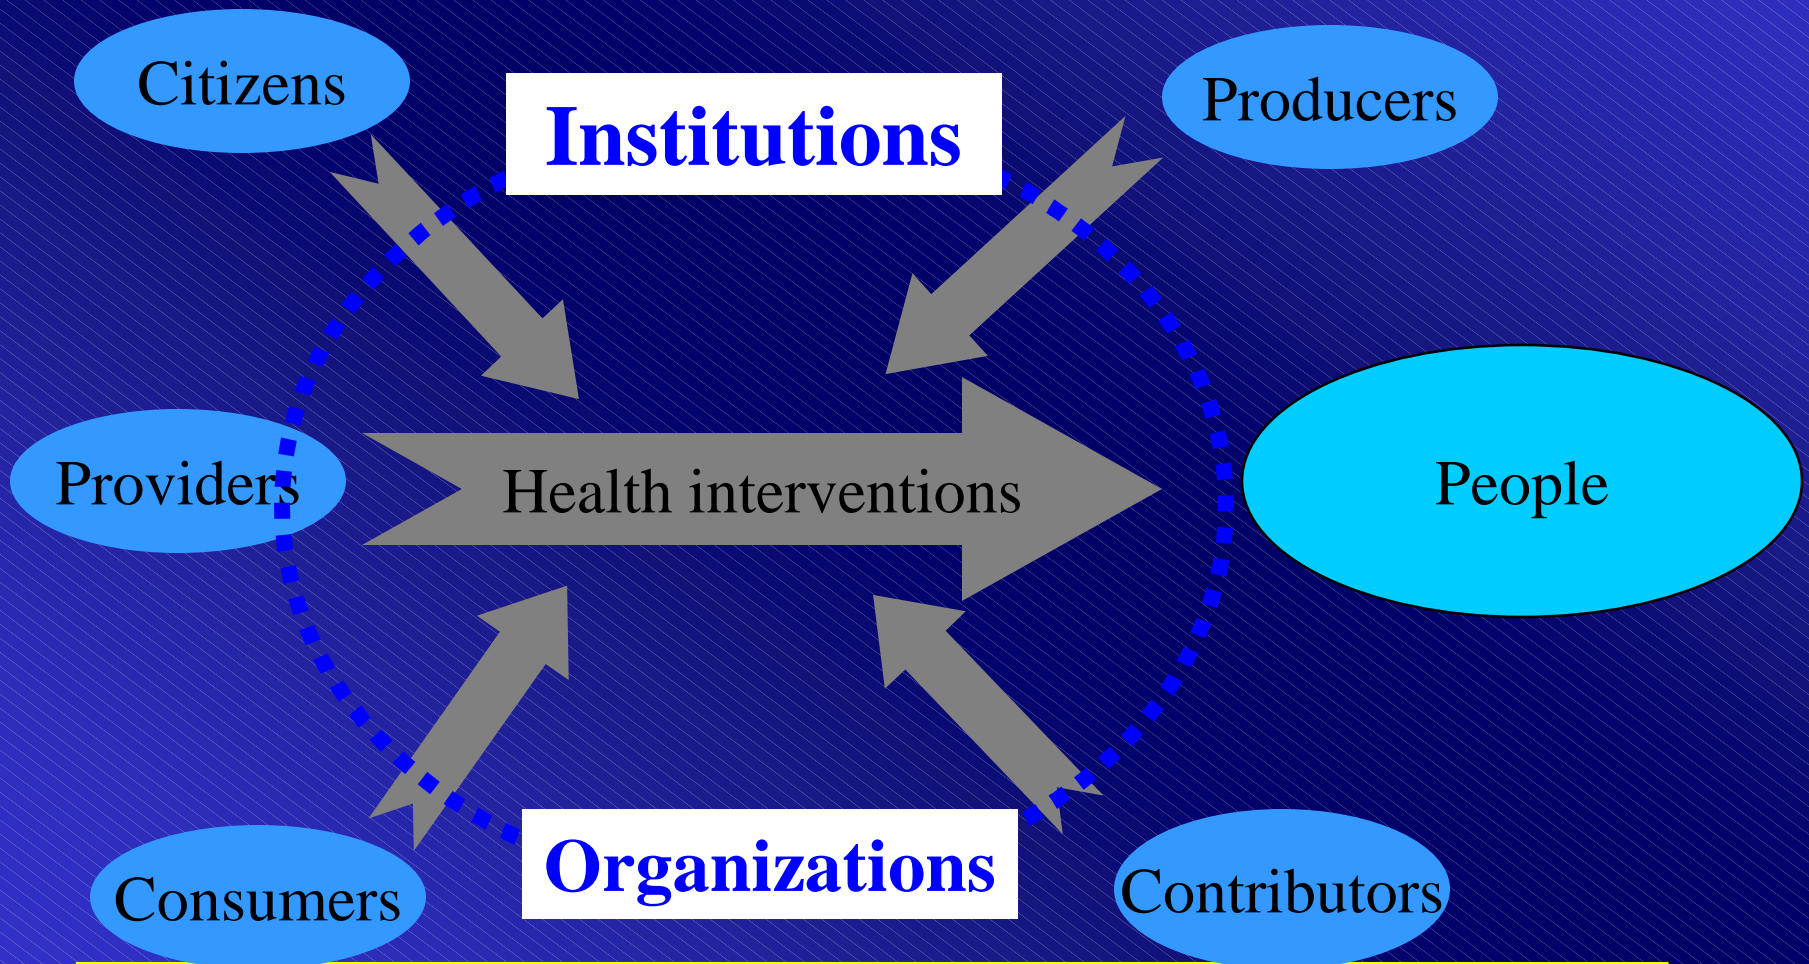 Citizens
Institutions
Producers
Providers
Health interventions
People
Consumers
Organizations
Contributors